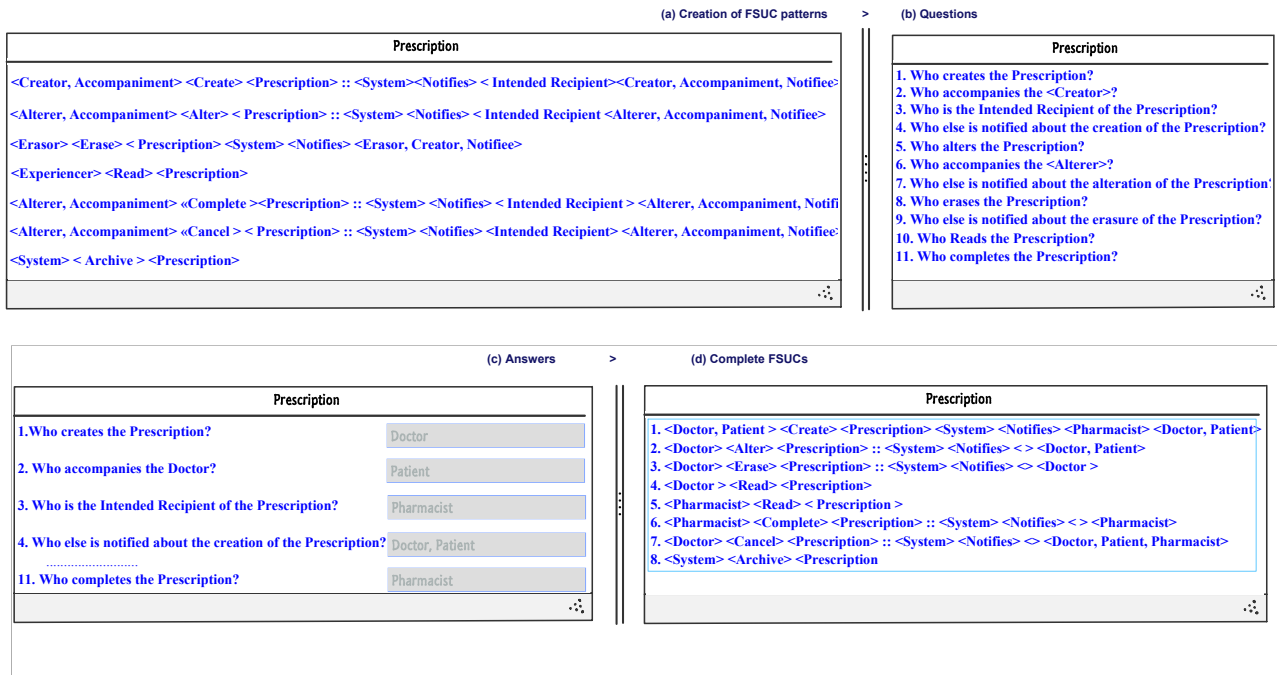 (a) Creation of FSUC patterns > (b) Questions
Prescription
<Creator, Accompaniment> <Create> <Prescription> :: <System><Notifies> < Intended Recipient><Creator, Accompaniment, Notifiee>
<Alterer, Accompaniment> <Alter> < Prescription> :: <System> <Notifies> < Intended Recipient <Alterer, Accompaniment, Notifiee>
<Erasor> <Erase> < Prescription> <System> <Notifies> <Erasor, Creator, Notifiee>
<Experiencer> <Read> <Prescription>
<Alterer, Accompaniment> «Complete ><Prescription> :: <System> <Notifies> < Intended Recipient > <Alterer, Accompaniment, Notifi
<Alterer, Accompaniment> «Cancel > < Prescription> :: <System> <Notifies> <Intended Recipient> <Alterer, Accompaniment, Notifiee>
<System> < Archive > <Prescription>
Prescription
1. Who creates the Prescription?
2. Who accompanies the <Creator>?
3. Who is the Intended Recipient of the Prescription?
4. Who else is notified about the creation of the Prescription?
5. Who alters the Prescription?
6. Who accompanies the <Alterer>?
7. Who else is notified about the alteration of the Prescription?
8. Who erases the Prescription?
9. Who else is notified about the erasure of the Prescription?
10. Who Reads the Prescription?
11. Who completes the Prescription?
(c) Answers > (d) Complete FSUCs
Prescription
1.Who creates the Prescription? Doctor
2. Who accompanies the Doctor? Patient
3. Who is the Intended Recipient of the Prescription? Pharmacist
4. Who else is notified about the creation of the Prescription? Doctor, Patient
..........................
11. Who completes the Prescription? Pharmacist
Prescription
1. <Doctor, Patient > <Create> <Prescription> <System> <Notifies> <Pharmacist> <Doctor, Patient>
2. <Doctor> <Alter> <Prescription> :: <System> <Notifies> < > <Doctor, Patient>
3. <Doctor> <Erase> <Prescription> :: <System> <Notifies> <> <Doctor >
4. <Doctor > <Read> <Prescription>
5. <Pharmacist> <Read> < Prescription >
6. <Pharmacist> <Complete> <Prescription> :: <System> <Notifies> < > <Pharmacist>
7. <Doctor> <Cancel> <Prescription> :: <System> <Notifies> <> <Doctor, Patient, Pharmacist>
8. <System> <Archive> <Prescription